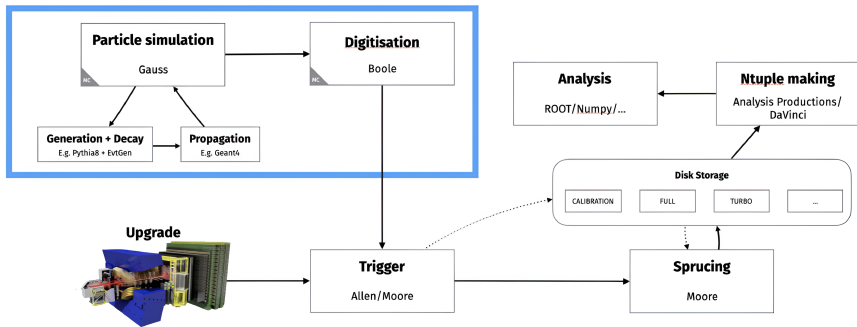 Particle simulation
Gauss
MC
Digitisation
Boole
MC
Generation + Decay
E.g. Pythia8 + EvtGen
Propagation
E.g. Geant4
Analysis
ROOT/Numpy/...
Ntuple making
Analysis Productions/
DaVinci
Disk Storage
CALIBRATION
FULL
TURBO
...
Upgrade
Trigger
Allen/Moore
Sprucing
Moore